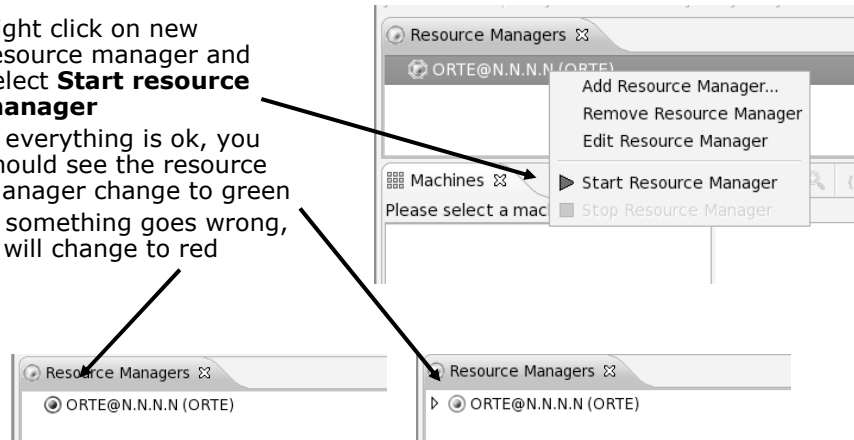 ight click on new
esource manager and
elect Start resource
manager
everything is ok, you
hould see the resource
anager change to green
something goes wrong,
will change to red
Resource Managers
ORTE@N.N.N.N (ORTE)
Add Resource Manager...
Remove Resource Manager
Edit Resource Manager
Start Resource Manager
Stop Resource Manager
Machines
Please select a mac
Resource Managers
ORTE@N.N.N.N (ORTE)
Resource Managers
ORTE@N.N.N.N (ORTE)